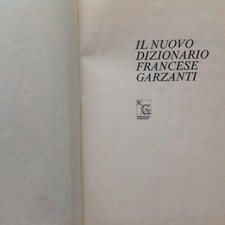 IL NUOVO
DIZIONARIO
FRANCESE
GARZANTI